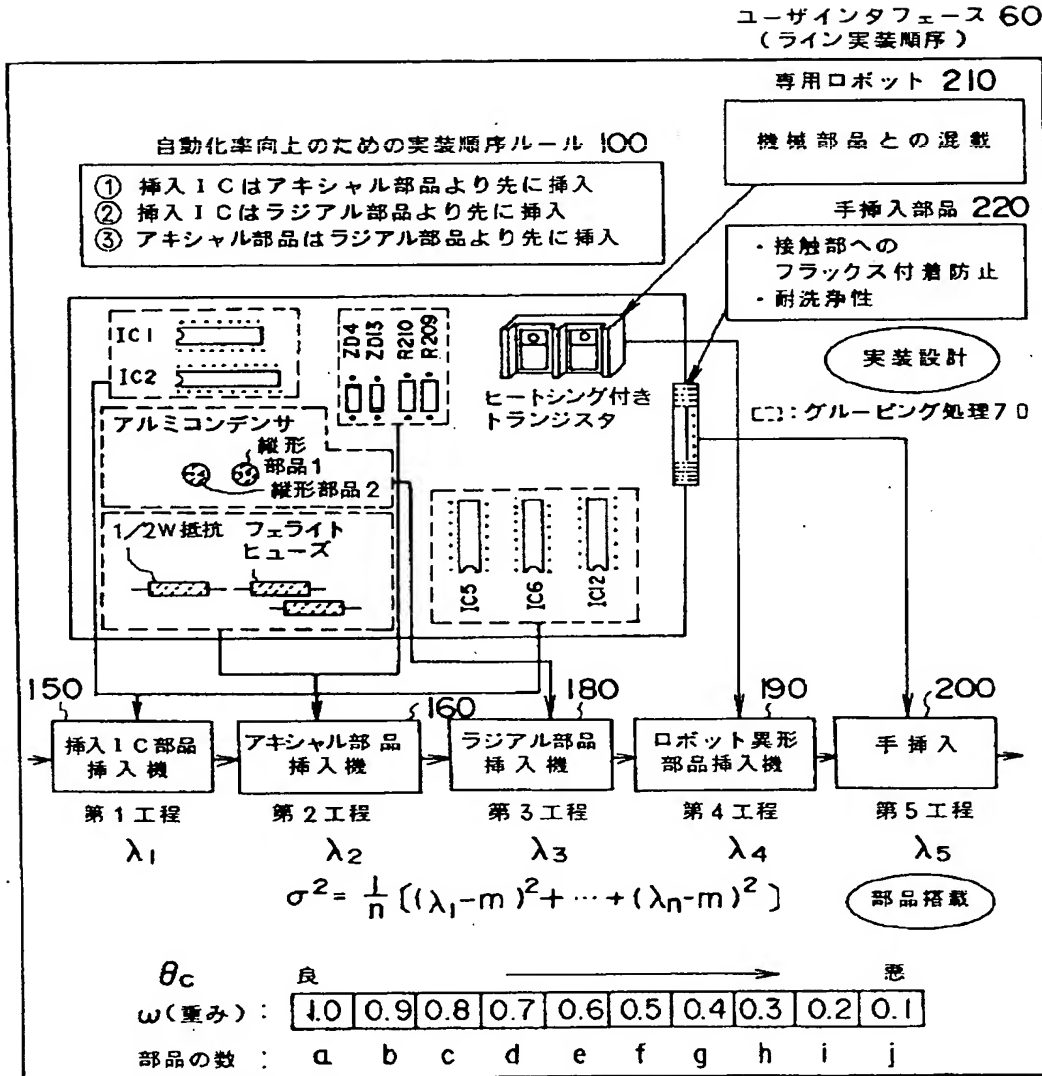 ユーザインタフェース 60
(ライン実装順序)
専用ロボット 210
機械部品との混載
自動化率向上のための実装順序ルール 100
① 挿入ICはアキシャル部品より先に挿入
② 挿入ICはラジアル部品より先に挿入
③ アキシャル部品はラジアル部品より先に挿入
手挿入部品 220
・接触部への
フラックス付着防止
・耐洗浄性
実装設計
:グルーピング処理70
IC1
IC2
ZD4
ZD13
R210
R209
ヒートシング付き
トランジスタ
アルミコンデンサ
縦形
部品1
縦形部品2
1/2W抵抗
フェライト
ヒューズ
IC5
IC6
IC12
150
160
180
190
200
挿入IC部品
挿入機
アキシャル部品
挿入機
ラジアル部品
挿入機
ロボット異形
部品挿入機
手挿入
第1工程
第2工程
第3工程
第4工程
第5工程
λ1
λ2
λ3
λ4
λ5
σ² = 1/n [(λ1-m)² + … + (λn-m)²]
部品搭載
θc
良
悪
ω(重み): 1.0 0.9 0.8 0.7 0.6 0.5 0.4 0.3 0.2 0.1
部品の数: a b c d e f g h i j